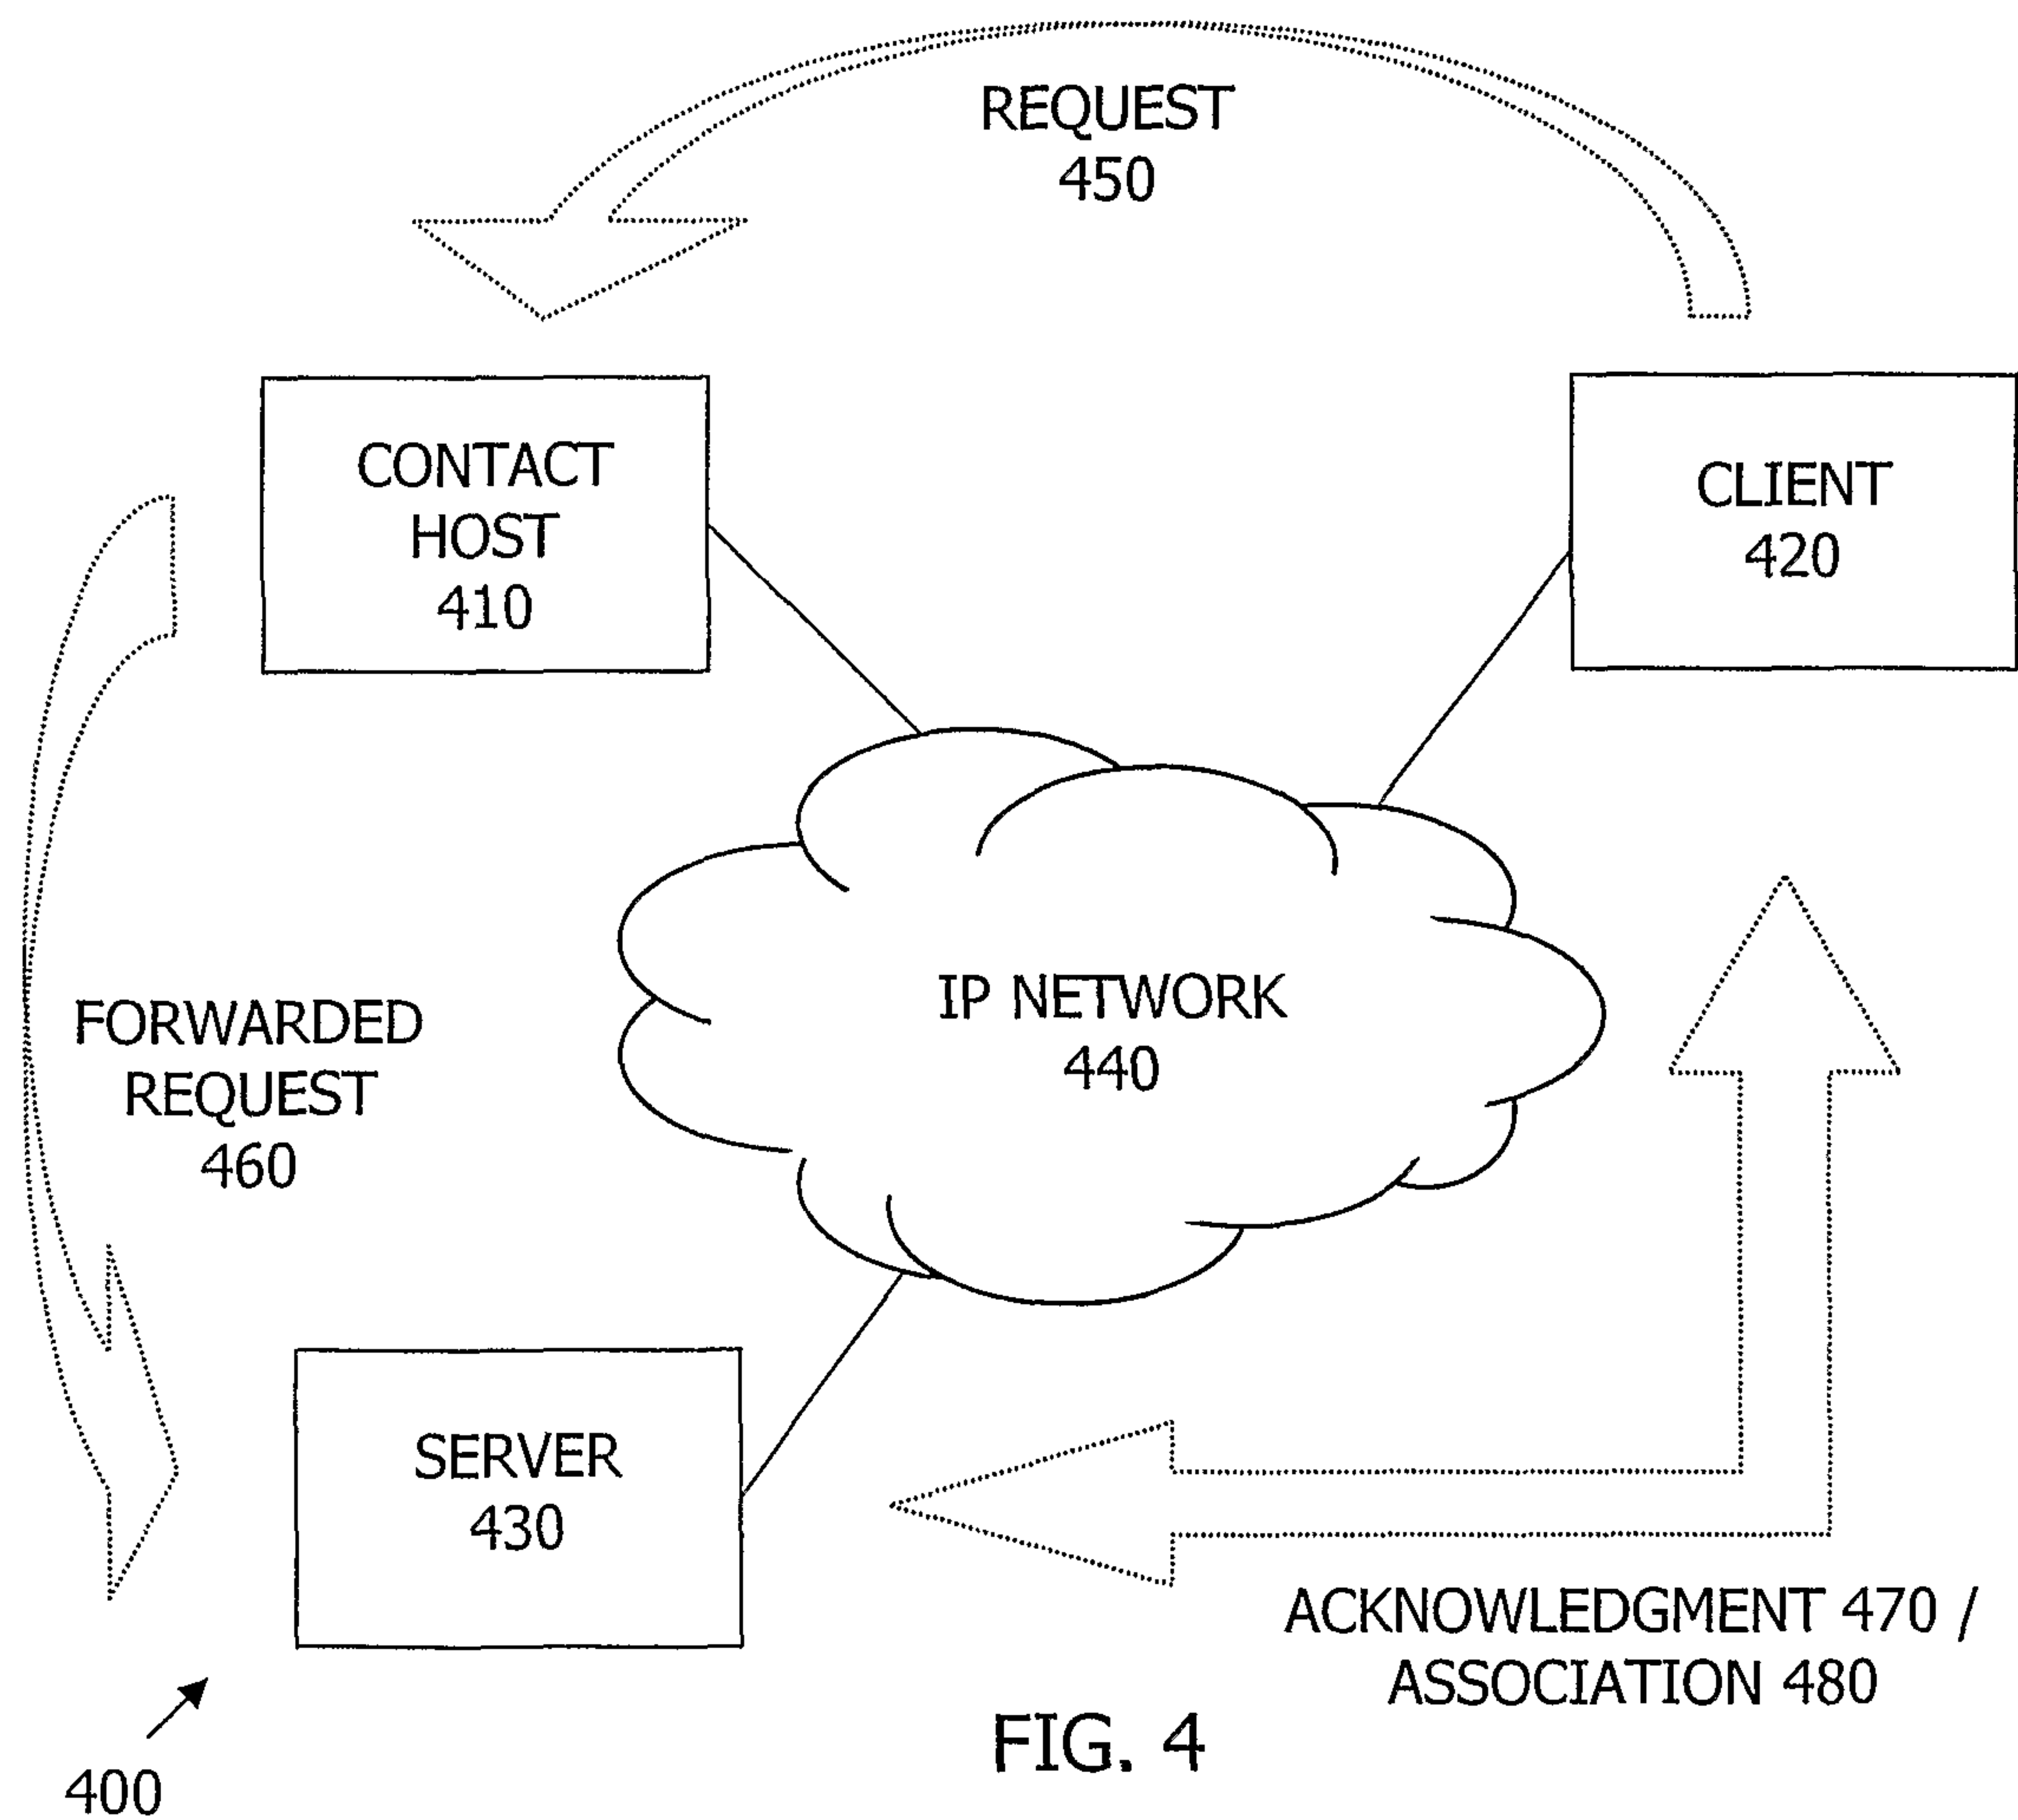 REQUEST
450
CONTACT
HOST
410
CLIENT
420
IP NETWORK
440
FORWARDED
REQUEST
460
SERVER
430
ACKNOWLEDGMENT 470 /
ASSOCIATION 480
400
FIG. 4